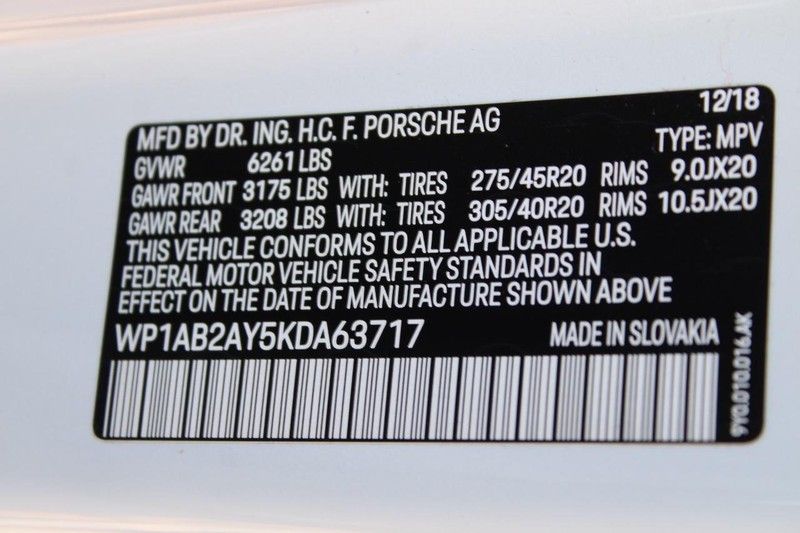 12/18
MFD BY DR. ING. H.C. F. PORSCHE AG
TYPE: MPV
GVWR 6261 LBS
GAWR FRONT 3175 LBS WITH: TIRES 275/45R20 RIMS 9.0JX20
GAWR REAR 3208 LBS WITH: TIRES 305/40R20 RIMS 10.5JX20
THIS VEHICLE CONFORMS TO ALL APPLICABLE U.S.
FEDERAL MOTOR VEHICLE SAFETY STANDARDS IN
EFFECT ON THE DATE OF MANUFACTURE SHOWN ABOVE
WP1AB2AY5KDA63717 MADE IN SLOVAKIA
9Y0.010.016.AK